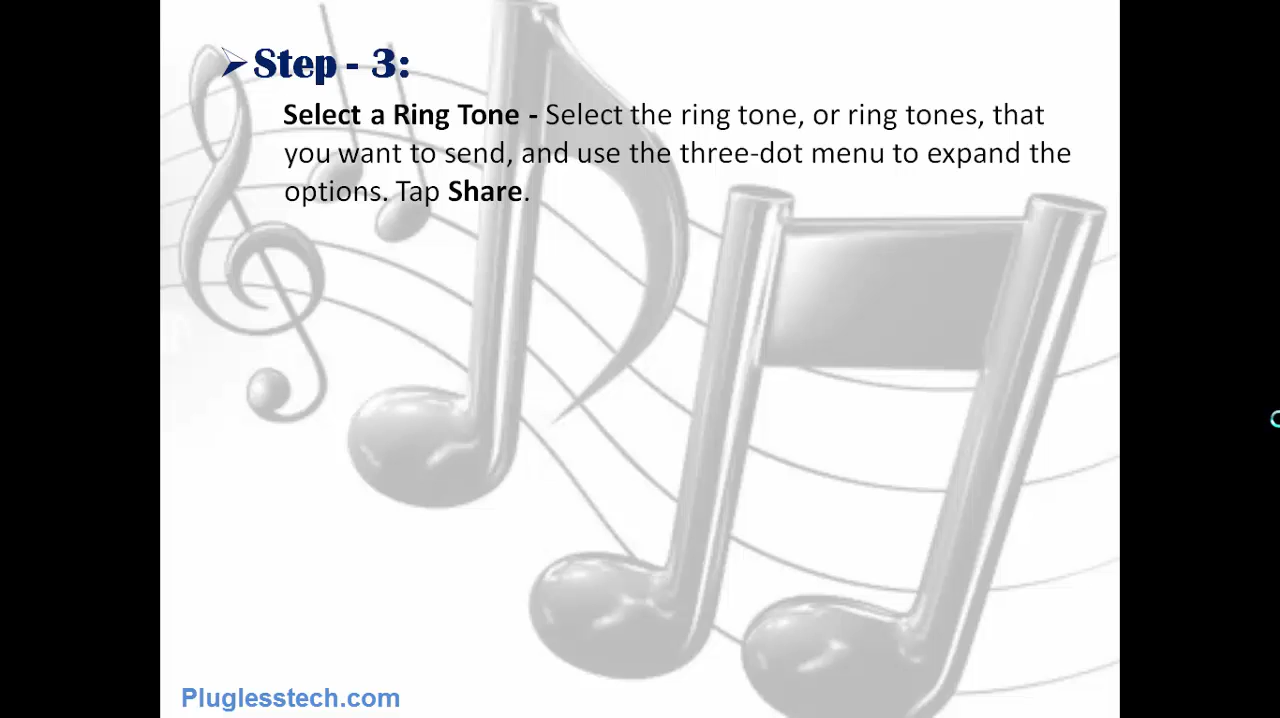 Step - 3:
Select a Ring Tone - Select the ring tone, or ring tones, that
you want to send, and use the three-dot menu to expand the
options. Tap Share.
Pluglesstech.com